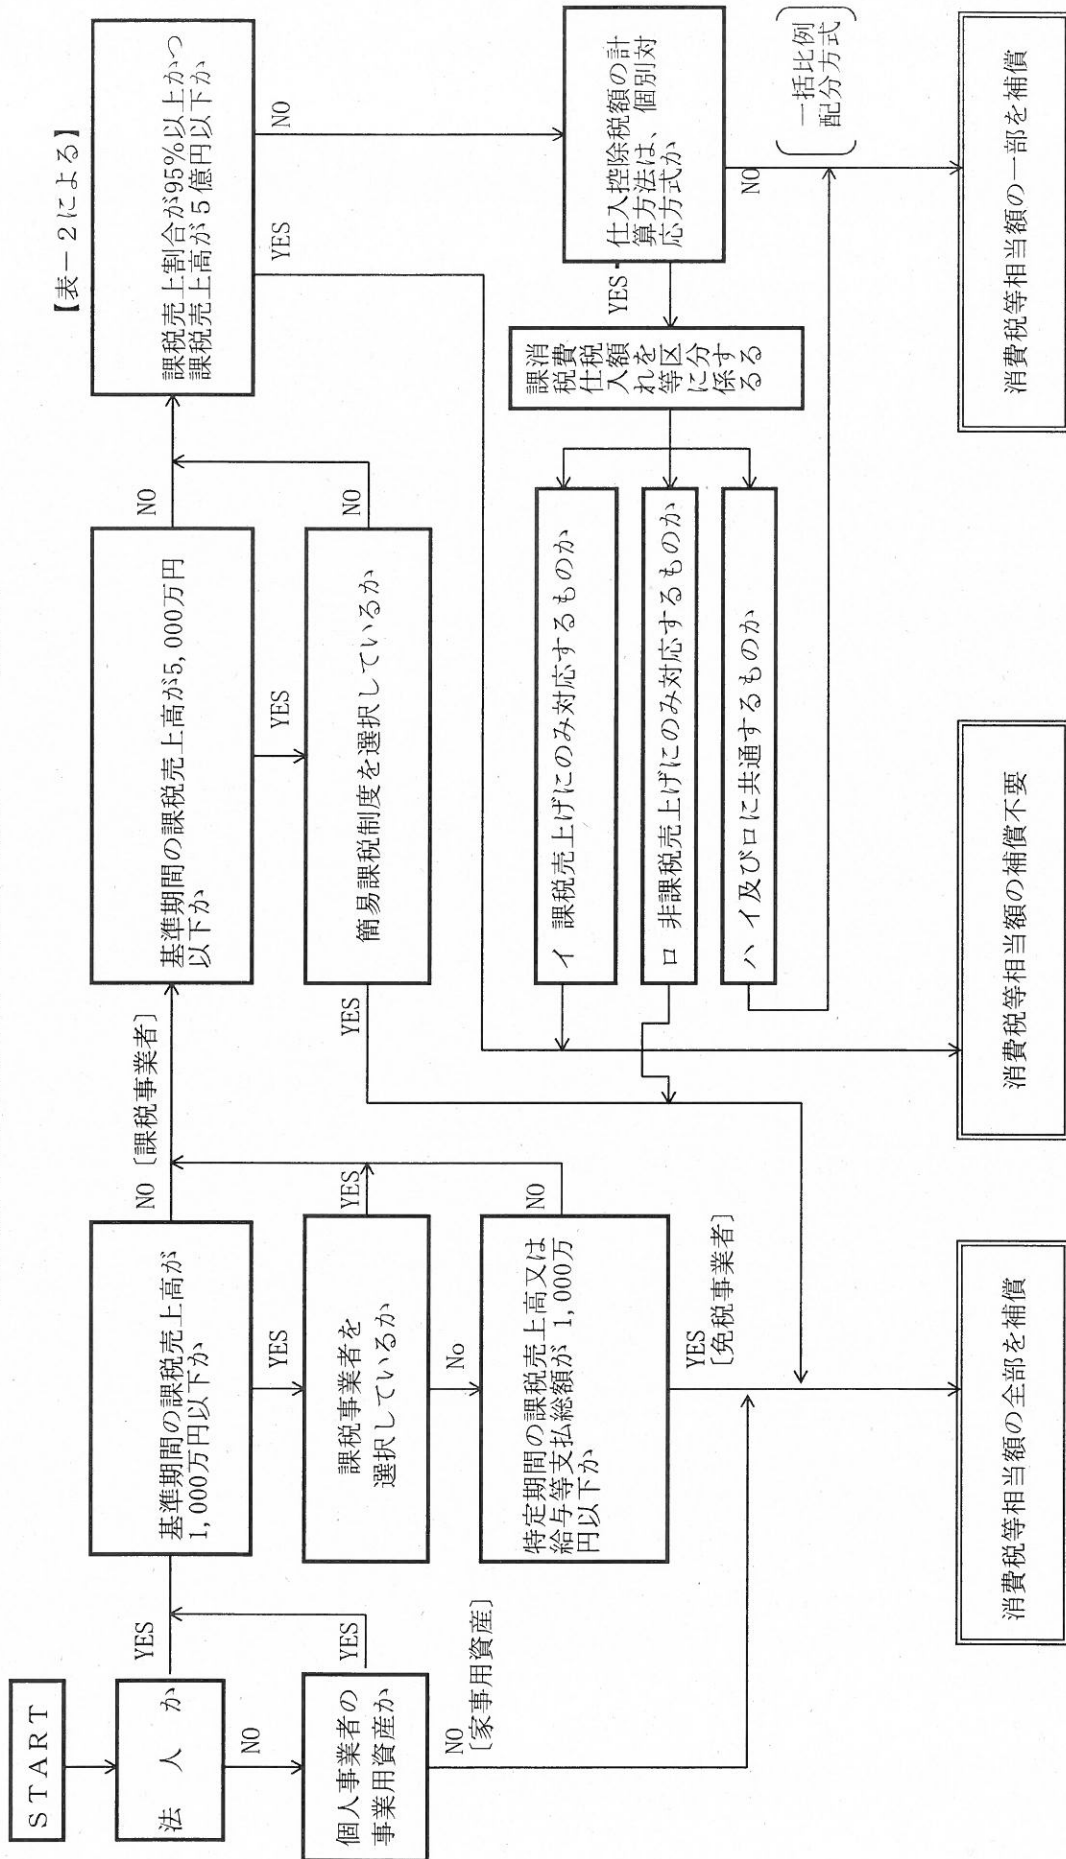 START
法人か
YES
NO
個人事業者の
事業用資産か
YES
NO
[家事用資産]
基準期間の課税売上高が
1,000万円以下か
NO [課税事業者]
YES
課税事業者を
選択しているか
YES
No
特定期間の課税売上高又は
給与等支払総額が 1,000万
円以下か
NO
YES
[免税事業者]
基準期間の課税売上高が5,000万円
以下か
NO
YES
簡易課税制度を選択しているか
NO
YES
【表－2による】
課税売上割合が95%以上かつ
課税売上高が5億円以下か
NO
YES
仕入控除税額の計
算方法は、個別対
応方式か
YES
NO
(一括比例
配分方式)
課税仕入れ等に係る
消費税額を区分する
イ 課税売上げにのみ対応するものか
ロ 非課税売上げにのみ対応するものか
ハ イ及びロに共通するものか
消費税等相当額の全部を補償
消費税等相当額の補償不要
消費税等相当額の一部を補償